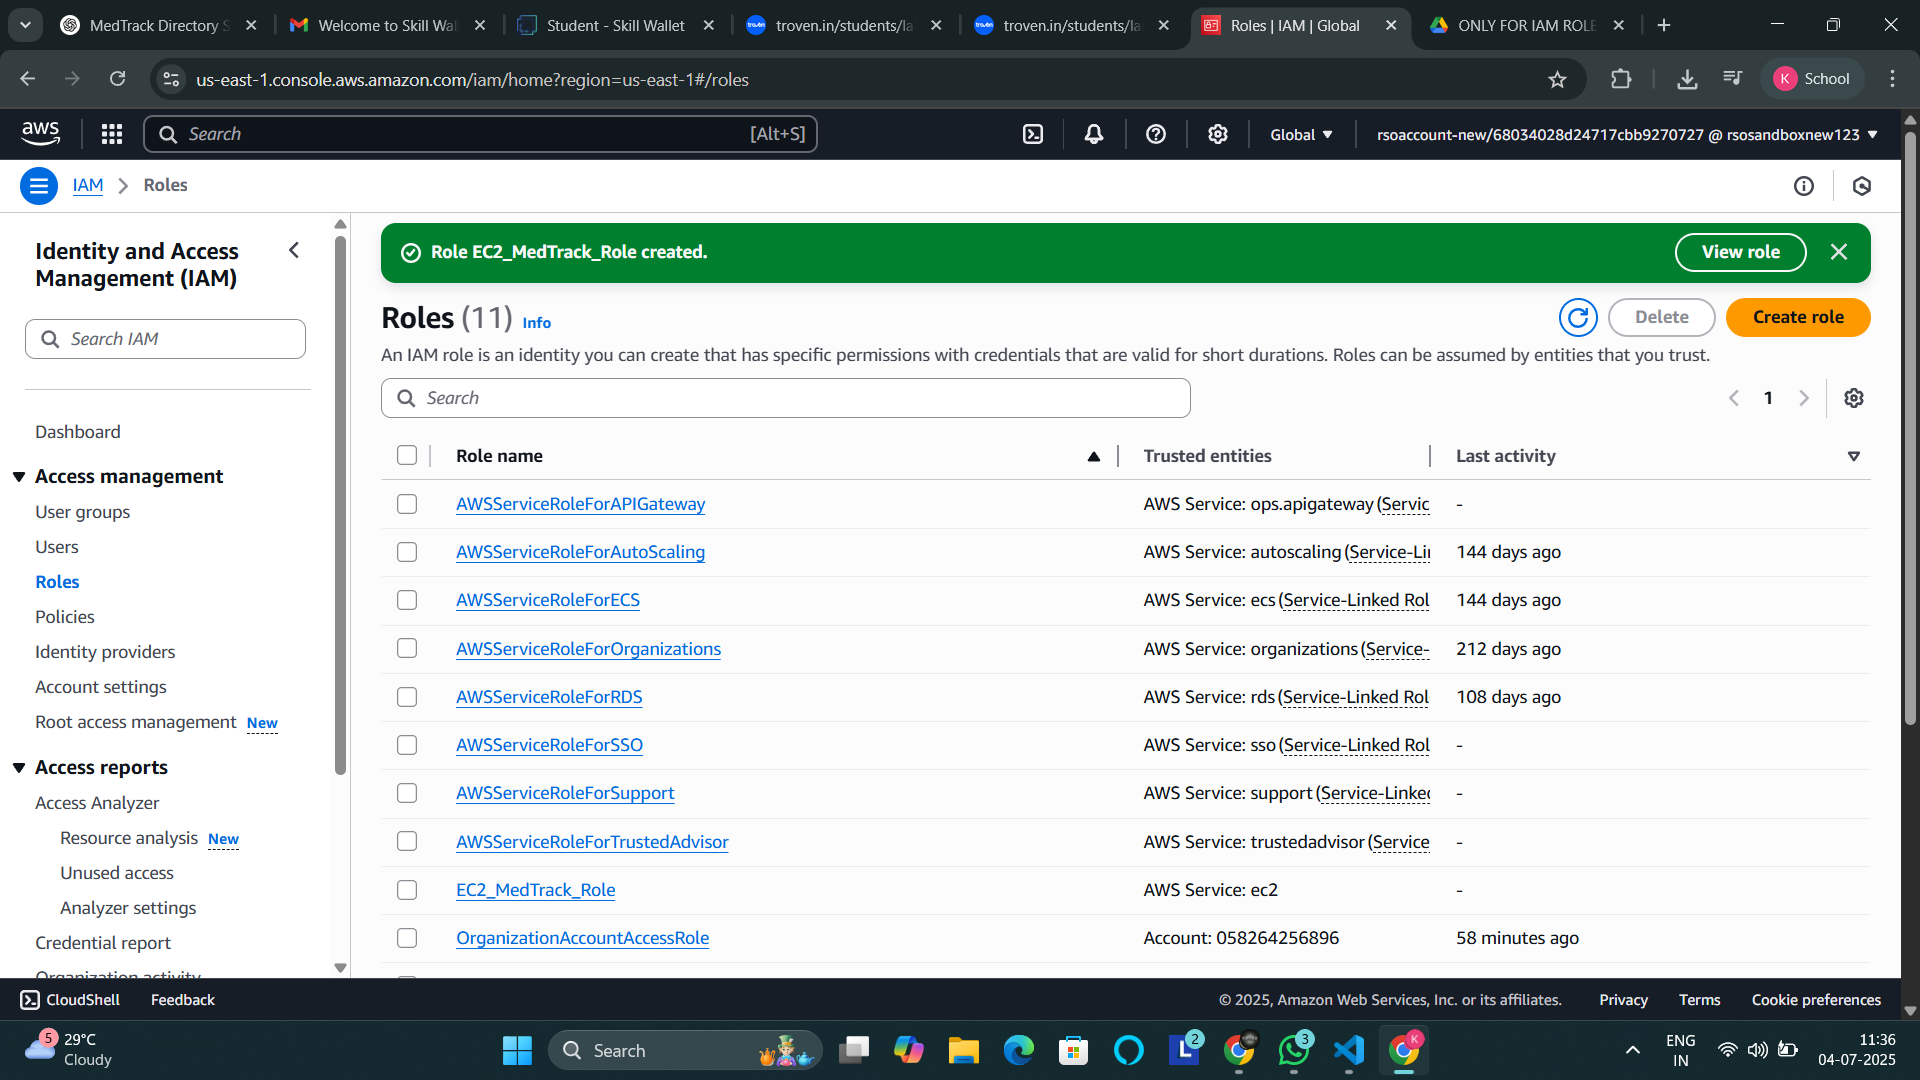 MedTrack Directory S
Welcome to Skill Wal
Student - Skill Wallet
troven.in/students/la
troven.in/students/la
Roles | IAM | Global
ONLY FOR IAM ROLE
us-east-1.console.aws.amazon.com/iam/home?region=us-east-1#/roles
K School
aws
Search [Alt+S]
Global
rsoaccount-new/68034028d24717cbb9270727 @ rsosandboxnew123
IAM > Roles
Identity and Access
Management (IAM)
Search IAM
Dashboard
Access management
User groups
Users
Roles
Policies
Identity providers
Account settings
Root access management New
Access reports
Access Analyzer
Resource analysis New
Unused access
Analyzer settings
Credential report
Organization activity
Role EC2_MedTrack_Role created.
View role
Roles (11) Info
Delete
Create role
An IAM role is an identity you can create that has specific permissions with credentials that are valid for short durations. Roles can be assumed by entities that you trust.
Search
1
Role name Trusted entities Last activity
AWSServiceRoleForAPIGateway AWS Service: ops.apigateway (Servic -
AWSServiceRoleForAutoScaling AWS Service: autoscaling (Service-Li 144 days ago
AWSServiceRoleForECS AWS Service: ecs (Service-Linked Rol 144 days ago
AWSServiceRoleForOrganizations AWS Service: organizations (Service- 212 days ago
AWSServiceRoleForRDS AWS Service: rds (Service-Linked Rol 108 days ago
AWSServiceRoleForSSO AWS Service: sso (Service-Linked Rol -
AWSServiceRoleForSupport AWS Service: support (Service-Linked -
AWSServiceRoleForTrustedAdvisor AWS Service: trustedadvisor (Service -
EC2_MedTrack_Role AWS Service: ec2 -
OrganizationAccountAccessRole Account: 058264256896 58 minutes ago
CloudShell Feedback
© 2025, Amazon Web Services, Inc. or its affiliates. Privacy Terms Cookie preferences
5
29°C
Cloudy
Search
L 2
3
K
ENG
IN
11:36
04-07-2025